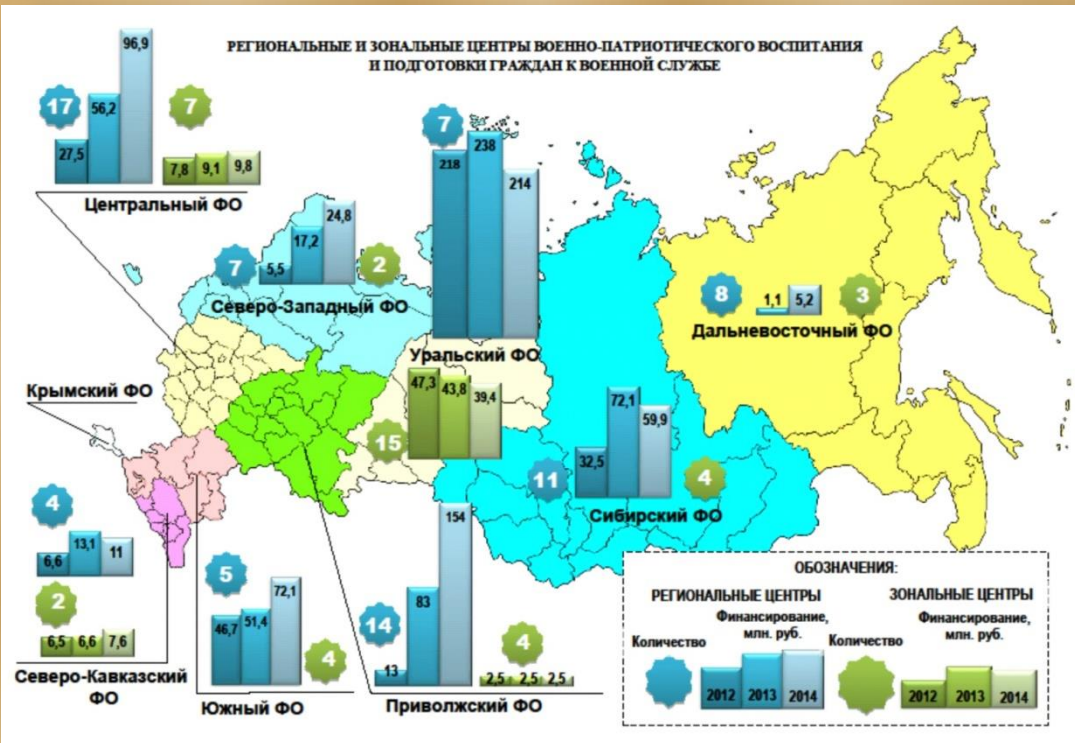 РЕГИОНАЛЬНЫЕ И ЗОНАЛЬНЫЕ ЦЕНТРЫ ВОЕННО-ПАТРИОТИЧЕСКОГО ВОСПИТАНИЯ
И ПОДГОТОВКИ ГРАЖДАН К ВОЕННОЙ СЛУЖБЕ
17
27,5 56,2 96,9
7
7,8 9,1 9,8
Центральный ФО
7
5,5 17,2 24,8
2
Северо-Западный ФО
7
218 238 214
Уральский ФО
47,3 43,8 39,4
15
8
1,1 5,2
3
Дальневосточный ФО
Крымский ФО
11
32,5 72,1 59,9
4
Сибирский ФО
4
6,6 13,1 11
2
6,5 6,6 7,6
Северо-Кавказский
ФО
5
46,7 51,4 72,1
4
Южный ФО
14
13 83 154
4
2,5 2,5 2,5
Приволжский ФО
ОБОЗНАЧЕНИЯ:
РЕГИОНАЛЬНЫЕ ЦЕНТРЫ
Количество
Финансирование,
млн. руб.
2012 2013 2014
ЗОНАЛЬНЫЕ ЦЕНТРЫ
Количество
Финансирование,
млн. руб.
2012 2013 2014